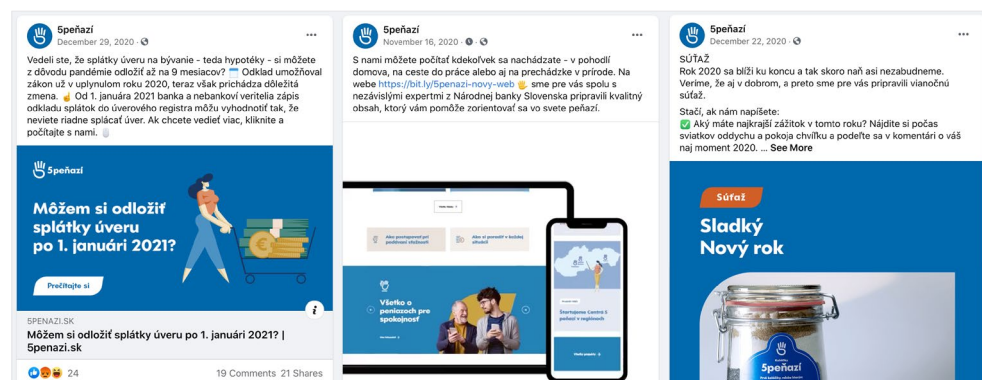 5peňazí
December 29, 2020 ·
Vedeli ste, že splátky úveru na bývanie - teda hypotéky - si môžete
z dôvodu pandémie odložiť až na 9 mesiacov? 🗓️ Odklad umožňoval
zákon už v uplynulom roku 2020, teraz však prichádza dôležitá
zmena. ☝️ Od 1. januára 2021 banka a nebankoví veritelia zápis
odkladu splátok do úverového registra môžu vyhodnotiť tak, že
neviete riadne splácať úver. Ak chcete vedieť viac, kliknite a
počítajte s nami. 🖐🏻
5peňazí
Môžem si odložiť
splátky úveru
po 1. januári 2021?
Prečítajte si
5PENAZI.SK
Môžem si odložiť splátky úveru po 1. januári 2021? |
5penazi.sk
24
19 Comments 21 Shares
5peňazí
November 16, 2020 ·
S nami môžete počítať kdekoľvek sa nachádzate - v pohodlí
domova, na ceste do práce alebo aj na prechádzke v prírode. Na
webe https://bit.ly/5penazi-novy-web 🖐 sme pre vás spolu s
nezávislými expertmi z Národnej banky Slovenska pripravili kvalitný
obsah, ktorý vám pomôže zorientovať sa vo svete peňazí.
Ako postupovať pri
Všetko o
peniazoch pre
spokojnosť
Štartujeme Centrá 5
peňazí v regiónoch
5peňazí
December 22, 2020 ·
SÚŤAŽ
Rok 2020 sa blíži ku koncu a tak skoro naň asi nezabudneme.
Veríme, že aj v dobrom, a preto sme pre vás pripravili vianočnú
súťaž.
Stačí, ak nám napíšete:
✅ Aký máte najkrajší zážitok v tomto roku? Nájdite si počas
sviatkov oddychu a pokoja chvíľku a podeľte sa v komentári o váš
naj moment 2020. ... See More
Súťaž
Sladký
Nový rok
5peňazí